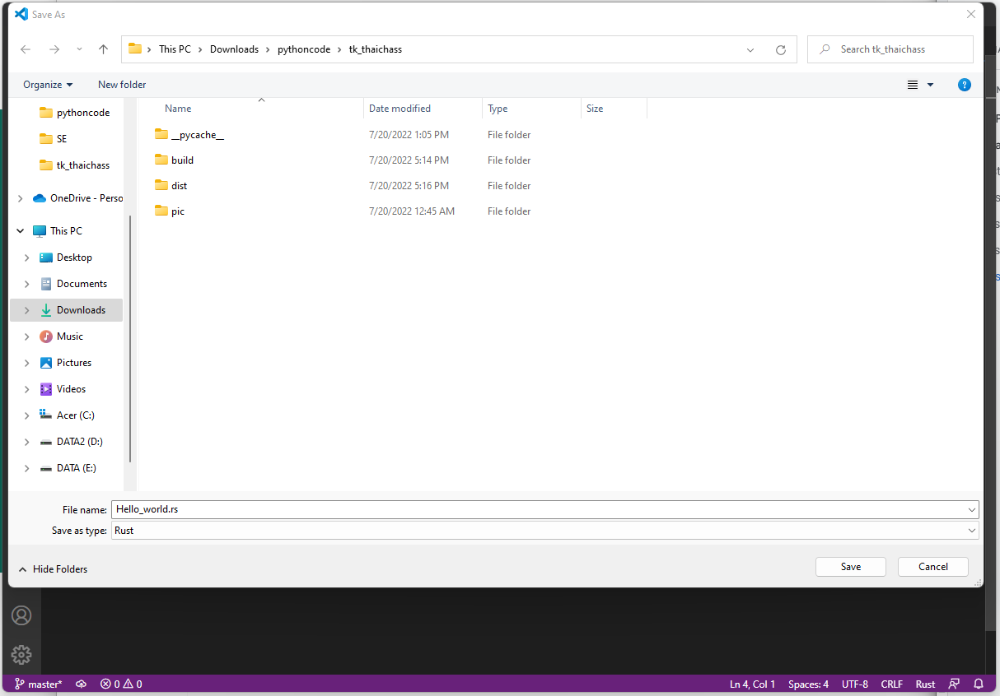 Save As
This PC > Downloads > pythoncode > tk_thaichass
Search tk_thaichass
Organize
New folder
Name
Date modified
Type
Size
pythoncode
SE
tk_thaichass
OneDrive - Perso
This PC
Desktop
Documents
Downloads
Music
Pictures
Videos
Acer (C:)
DATA2 (D:)
DATA (E:)
__pycache__ 7/20/2022 1:05 PM File folder
build 7/20/2022 5:14 PM File folder
dist 7/20/2022 5:16 PM File folder
pic 7/20/2022 12:45 AM File folder
File name: Hello_world.rs
Save as type: Rust
Hide Folders
Save
Cancel
master* 0 0 Ln 4, Col 1 Spaces: 4 UTF-8 CRLF Rust